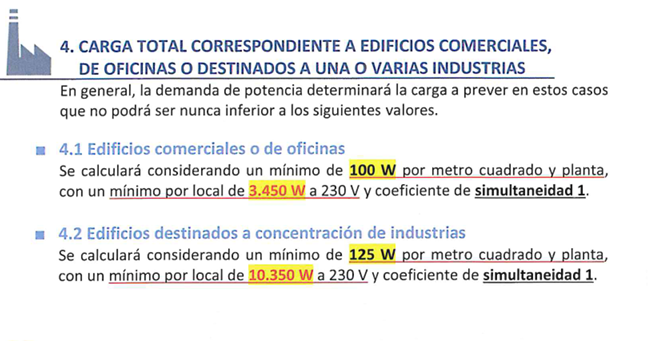 4. CARGA TOTAL CORRESPONDIENTE A EDIFICIOS COMERCIALES,
DE OFICINAS O DESTINADOS A UNA O VARIAS INDUSTRIAS
En general, la demanda de potencia determinará la carga a prever en estos casos
que no podrá ser nunca inferior a los siguientes valores.
4.1 Edificios comerciales o de oficinas
Se calculará considerando un mínimo de 100 W por metro cuadrado y planta,
con un mínimo por local de 3.450 W a 230 V y coeficiente de simultaneidad 1.
4.2 Edificios destinados a concentración de industrias
Se calculará considerando un mínimo de 125 W por metro cuadrado y planta,
con un mínimo por local de 10.350 W a 230 V y coeficiente de simultaneidad 1.